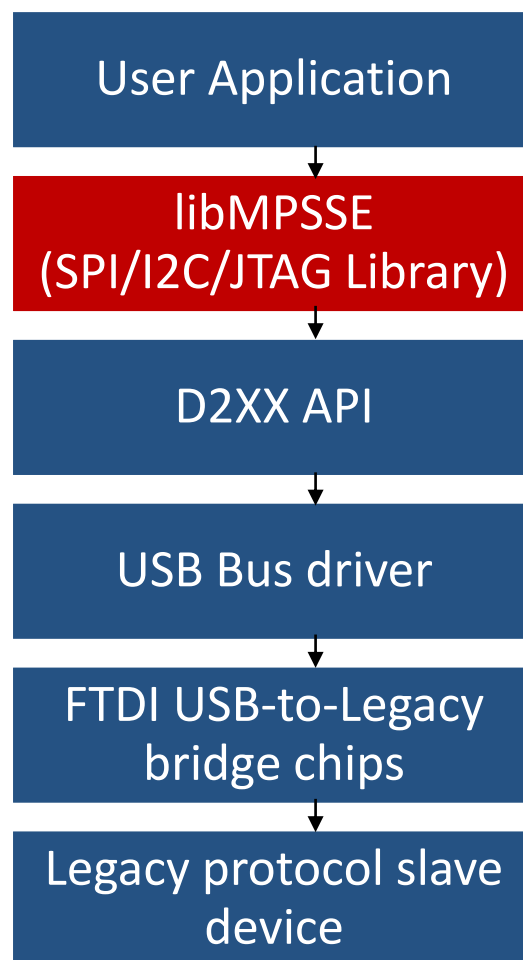 User Application
libMPSSE
(SPI/I2C/JTAG Library)
D2XX API
USB Bus driver
FTDI USB-to-Legacy
bridge chips
Legacy protocol slave
device